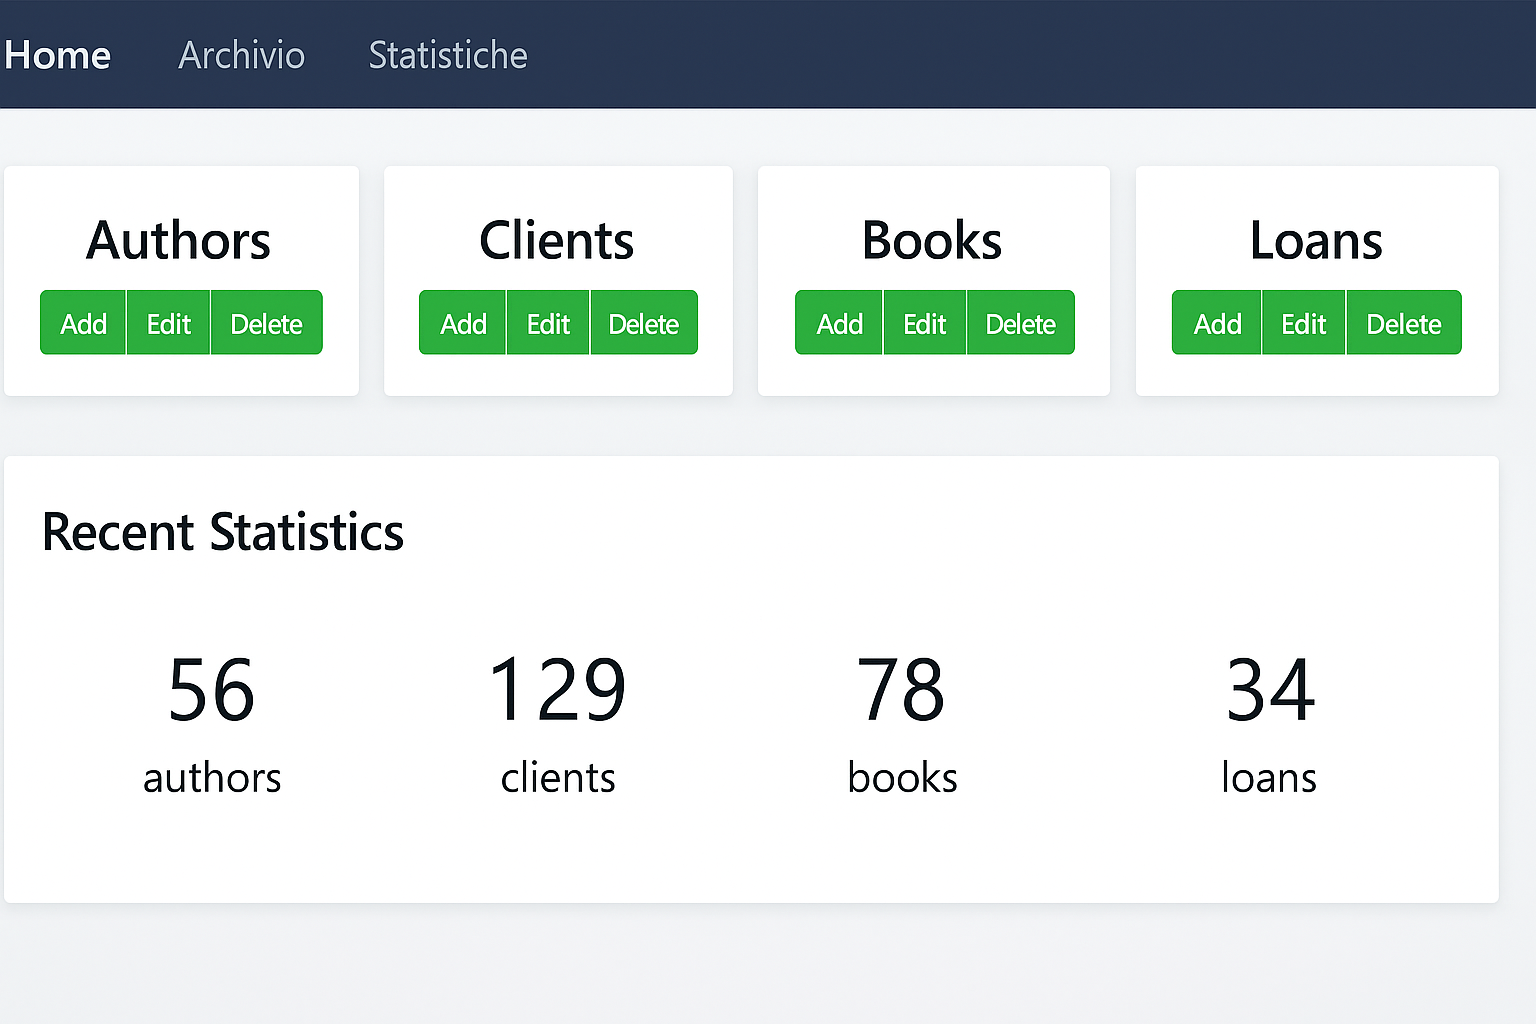 Home Archivio Statistiche
Authors Clients Books Loans
Add Edit Delete Add Edit Delete Add Edit Delete Add Edit Delete
Recent Statistics
56 129 78 34
authors clients books loans